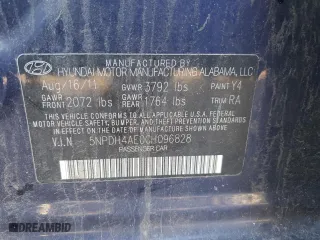 MANUFACTURED BY
HYUNDAI MOTOR MANUFACTURING ALABAMA, LLC
Aug/16/11 GVWR 3792 lbs PAINT Y4
GAWR FRONT 2072 lbs GAWR REAR 1764 lbs TRIM RA
THIS VEHICLE CONFORMS TO ALL APPLICABLE
FEDERAL MOTOR VEHICLE SAFETY, BUMPER, AND
THEFT PREVENTION STANDARDS IN EFFECT ON THE
DATE OF MANUFACTURE SHOWN ABOVE.
V.I.N. 5NPDH4AE0CH096828
PASSENGER CAR